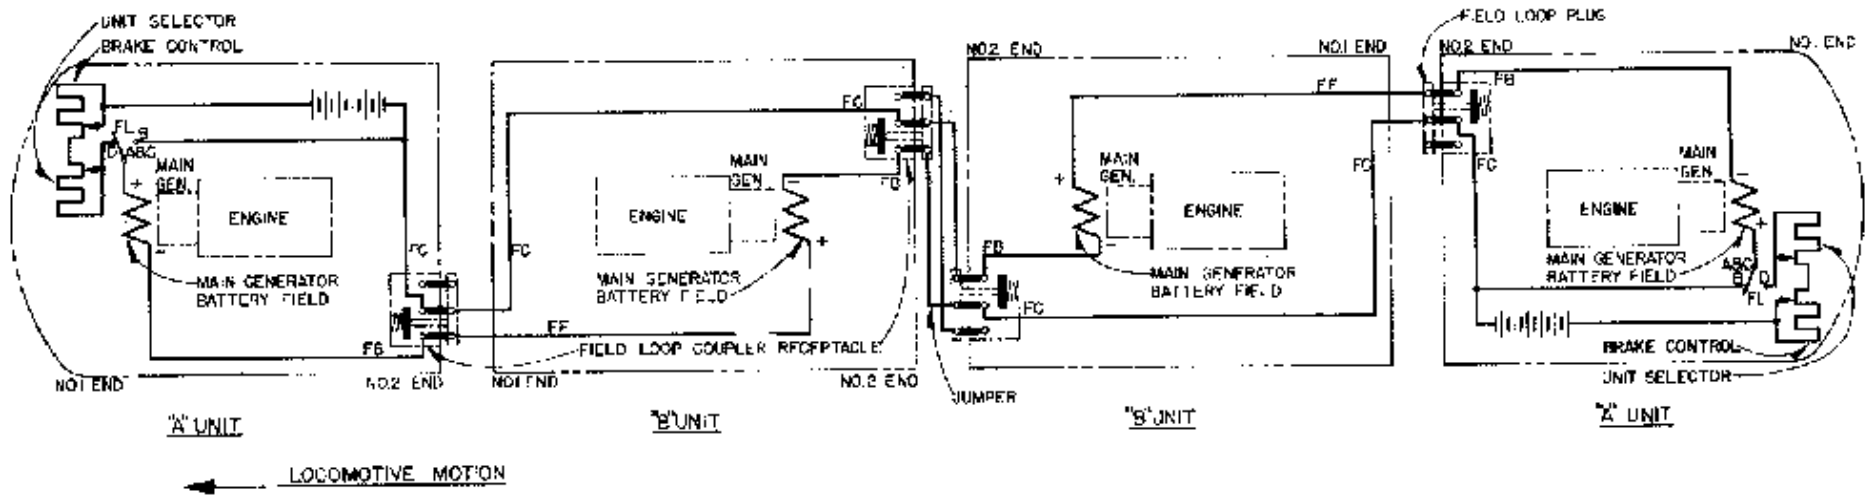 UNIT SELECTOR
BRAKE CONTROL
FL
B
D
ABC
MAIN
GEN.
+
-
ENGINE
MAIN GENERATOR
BATTERY FIELD
FC
FB
NO.1 END
NO.2 END
"A" UNIT
FC
FC
FB
FF
MAIN
GEN.
-
+
ENGINE
MAIN GENERATOR
BATTERY FIELD
FIELD LOOP COUPLER RECEPTACLE
NO.1 END
NO.2 END
"B" UNIT
JUMPER
NO.2 END
NO.1 END
FF
FC
FB
FC
+
-
MAIN
GEN.
ENGINE
MAIN GENERATOR
BATTERY FIELD
"B" UNIT
FIELD LOOP PLUG
NO.2 END
NO.1 END
FB
FC
MAIN
GEN.
-
+
ENGINE
MAIN GENERATOR
BATTERY FIELD
ABC
B
D
FL
BRAKE CONTROL
UNIT SELECTOR
"A" UNIT
LOCOMOTIVE MOTION